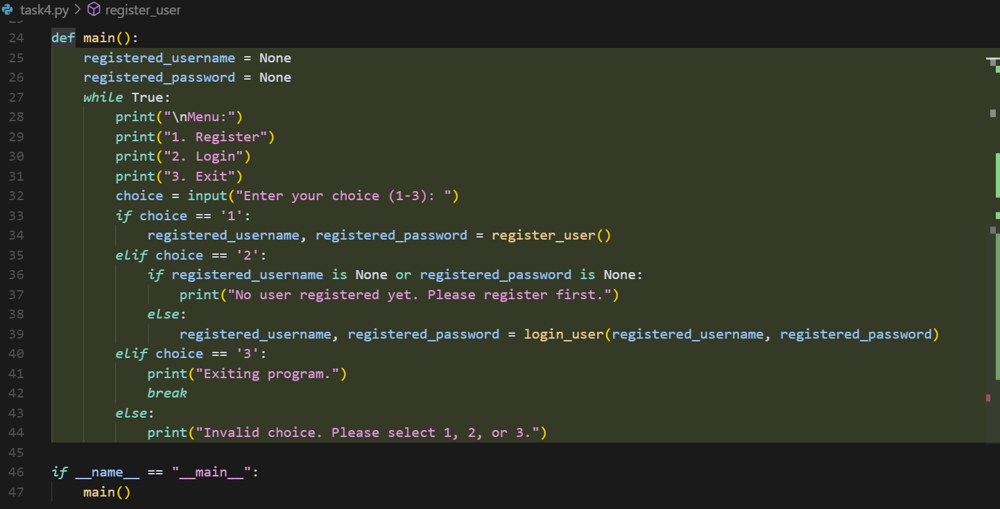 task4.py > register_user
24 def main():
25     registered_username = None
26     registered_password = None
27     while True:
28         print("\nMenu:")
29         print("1. Register")
30         print("2. Login")
31         print("3. Exit")
32         choice = input("Enter your choice (1-3): ")
33         if choice == '1':
34             registered_username, registered_password = register_user()
35         elif choice == '2':
36             if registered_username is None or registered_password is None:
37                 print("No user registered yet. Please register first.")
38             else:
39                 registered_username, registered_password = login_user(registered_username, registered_password)
40         elif choice == '3':
41             print("Exiting program.")
42             break
43         else:
44             print("Invalid choice. Please select 1, 2, or 3.")
45
46 if __name__ == "__main__":
47     main()